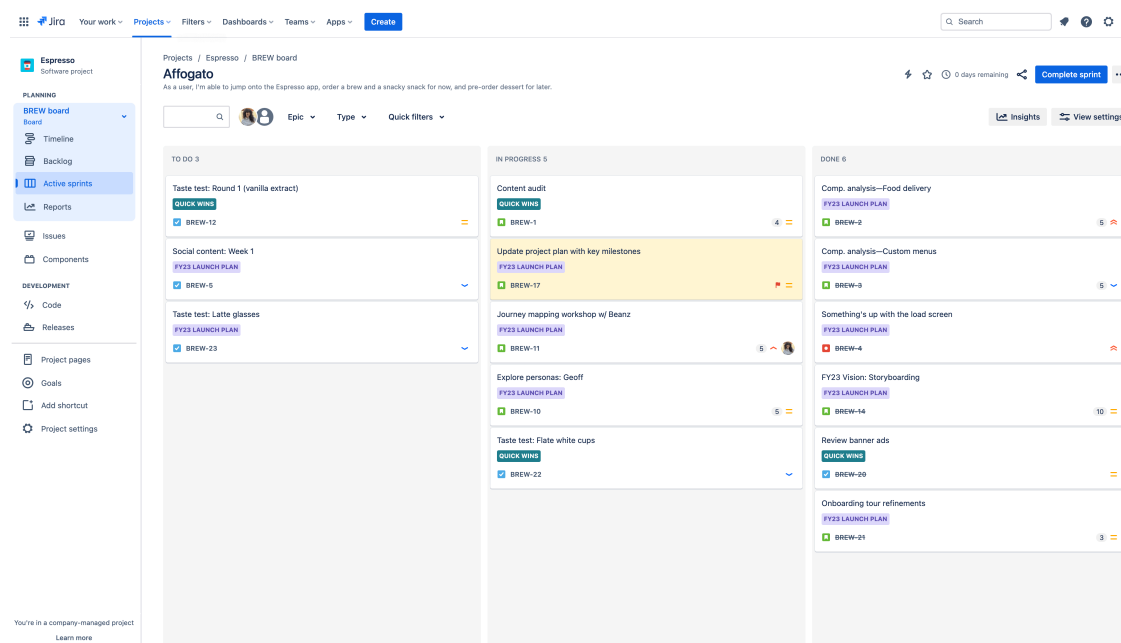 Jira Your work Projects Filters Dashboards Teams Apps Create Search
Espresso
Software project
PLANNING
BREW board
Board
Timeline
Backlog
Active sprints
Reports
Issues
Components
DEVELOPMENT
Code
Releases
Project pages
Goals
Add shortcut
Project settings
You're in a company-managed project
Learn more
Projects / Espresso / BREW board
Affogato
0 days remaining Complete sprint
As a user, I'm able to jump onto the Espresso app, order a brew and a snacky snack for now, and pre-order dessert for later.
Epic Type Quick filters Insights View settings
TO DO 3
Taste test: Round 1 (vanilla extract)
QUICK WINS
BREW-12
Social content: Week 1
FY23 LAUNCH PLAN
BREW-5
Taste test: Latte glasses
FY23 LAUNCH PLAN
BREW-23
IN PROGRESS 5
Content audit
QUICK WINS
BREW-1 4
Update project plan with key milestones
FY23 LAUNCH PLAN
BREW-17
Journey mapping workshop w/ Beanz
FY23 LAUNCH PLAN
BREW-11 5
Explore personas: Geoff
FY23 LAUNCH PLAN
BREW-10 5
Taste test: Flate white cups
QUICK WINS
BREW-22
DONE 6
Comp. analysis—Food delivery
FY23 LAUNCH PLAN
BREW-2 5
Comp. analysis—Custom menus
FY23 LAUNCH PLAN
BREW-3 5
Something's up with the load screen
FY23 LAUNCH PLAN
BREW-4
FY23 Vision: Storyboarding
FY23 LAUNCH PLAN
BREW-14 10
Review banner ads
QUICK WINS
BREW-20
Onboarding tour refinements
FY23 LAUNCH PLAN
BREW-21 3